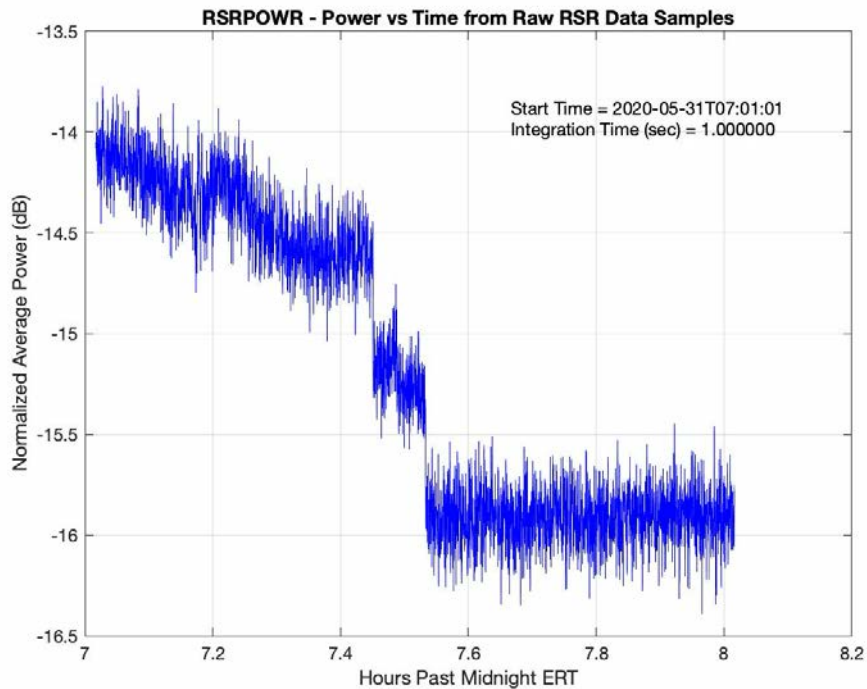 RSRPOWR - Power vs Time from Raw RSR Data Samples
-13.5
Start Time = 2020-05-31T07:01:01
Integration Time (sec) = 1.000000
-14
-14.5
-15
-15.5
-16
-16.5
Normalized Average Power (dB)
7
7.2
7.4
7.6
7.8
8
8.2
Hours Past Midnight ERT